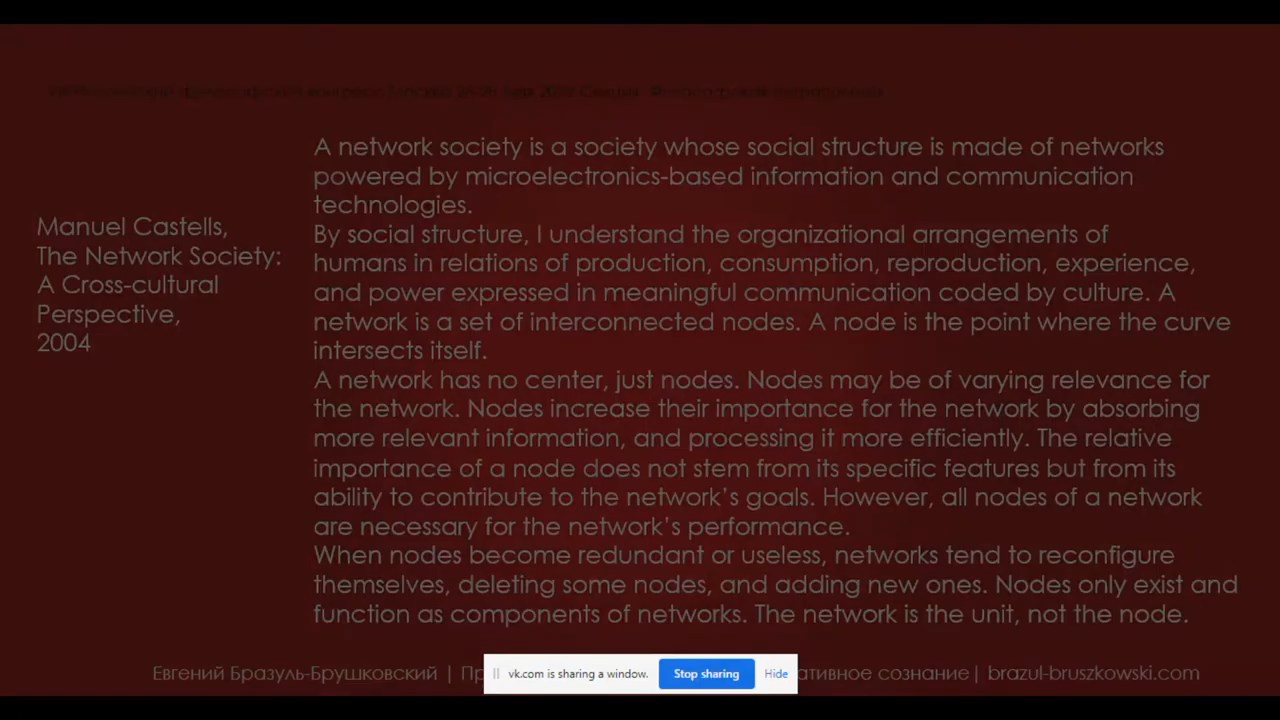 Manuel Castells,
The Network Society:
A Cross-cultural
Perspective,
2004
A network society is a society whose social structure is made of networks
powered by microelectronics-based information and communication
technologies.
By social structure, I understand the organizational arrangements of
humans in relations of production, consumption, reproduction, experience,
and power expressed in meaningful communication coded by culture. A
network is a set of interconnected nodes. A node is the point where the curve
intersects itself.
A network has no center, just nodes. Nodes may be of varying relevance for
the network. Nodes increase their importance for the network by absorbing
more relevant information, and processing it more efficiently. The relative
importance of a node does not stem from its specific features but from its
ability to contribute to the network's goals. However, all nodes of a network
are necessary for the network's performance.
When nodes become redundant or useless, networks tend to reconfigure
themselves, deleting some nodes, and adding new ones. Nodes only exist and
function as components of networks. The network is the unit, not the node.
Евгений Бразуль-Брушковский | сознание | brazul-bruszkowski.com
vk.com is sharing a window. Stop sharing Hide